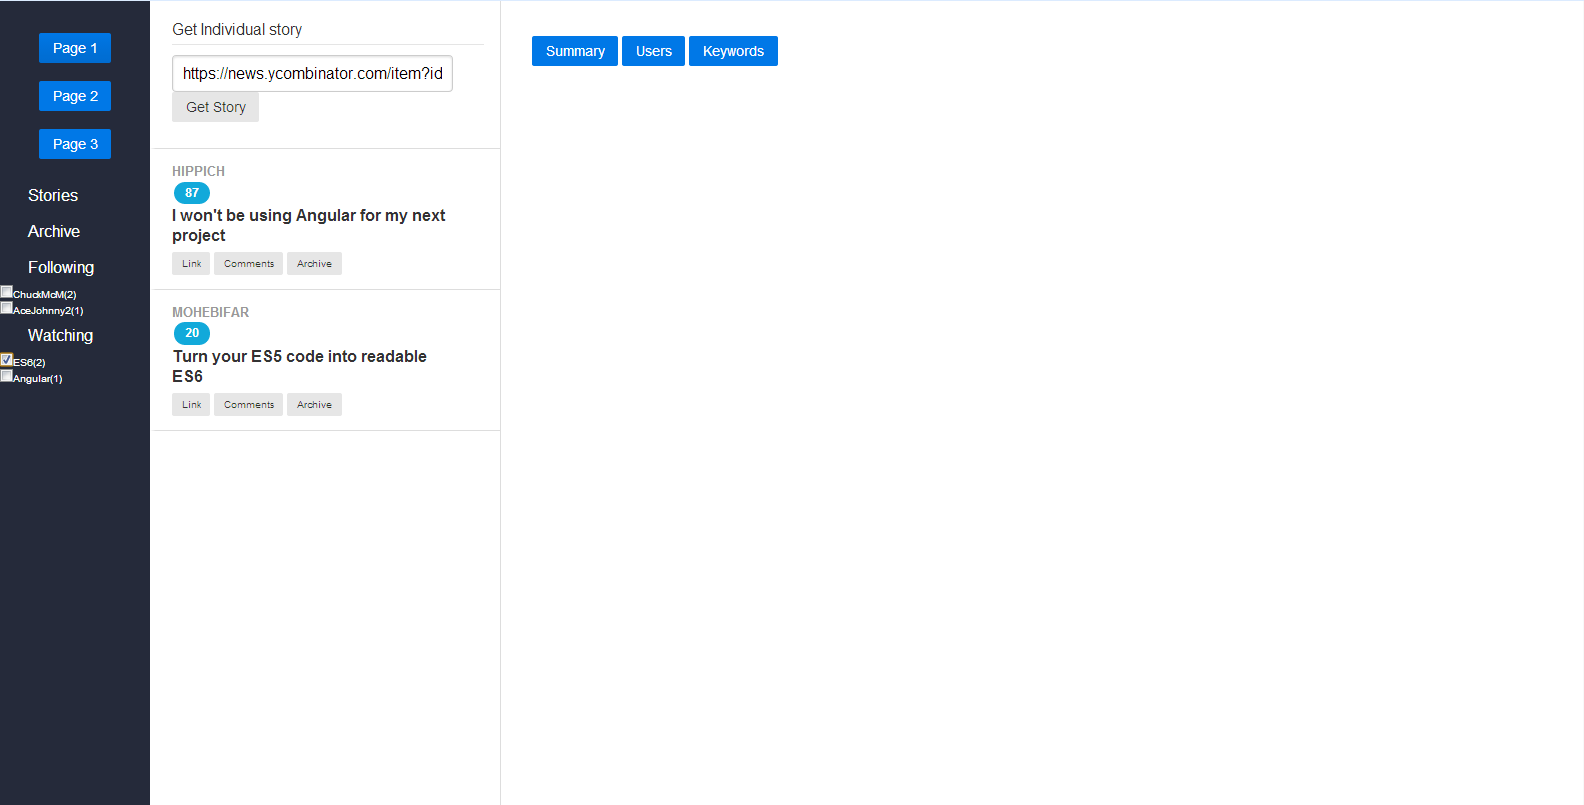 Page 1
Page 2
Page 3
Stories
Archive
Following
ChuckMcM(2)
AceJohnny2(1)
Watching
ES6(2)
Angular(1)
Get Individual story
https://news.ycombinator.com/item?id
Get Story
HIPPICH
87
I won't be using Angular for my next
project
Link Comments Archive
MOHEBIFAR
20
Turn your ES5 code into readable
ES6
Link Comments Archive
Summary Users Keywords